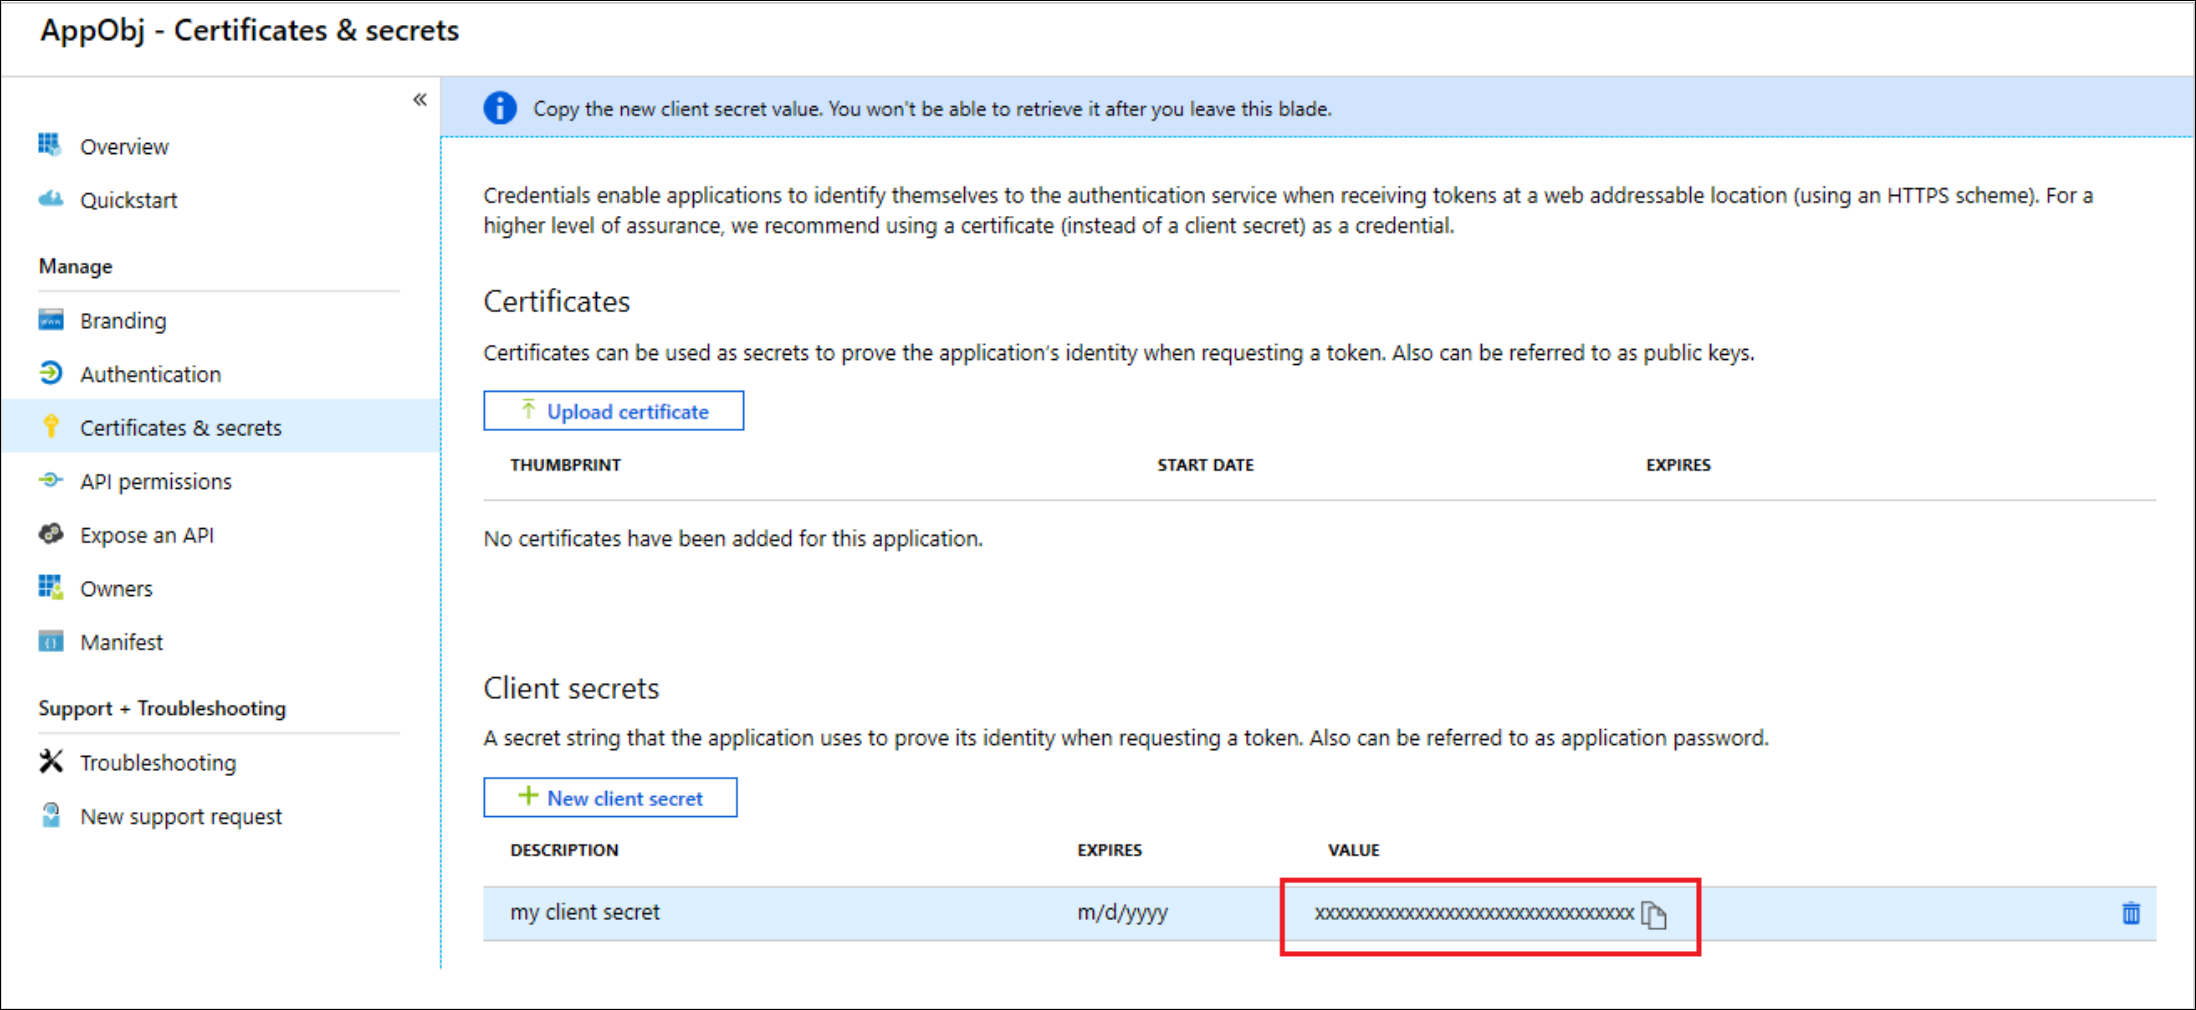 AppObj - Certificates & secrets
«
Overview
Quickstart
Manage
Branding
Authentication
Certificates & secrets
API permissions
Expose an API
Owners
Manifest
Support + Troubleshooting
Troubleshooting
New support request
Copy the new client secret value. You won't be able to retrieve it after you leave this blade.
Credentials enable applications to identify themselves to the authentication service when receiving tokens at a web addressable location (using an HTTPS scheme). For a
higher level of assurance, we recommend using a certificate (instead of a client secret) as a credential.
Certificates
Certificates can be used as secrets to prove the application's identity when requesting a token. Also can be referred to as public keys.
Upload certificate
THUMBPRINT START DATE EXPIRES
No certificates have been added for this application.
Client secrets
A secret string that the application uses to prove its identity when requesting a token. Also can be referred to as application password.
New client secret
DESCRIPTION EXPIRES VALUE
my client secret m/d/yyyy xxxxxxxxxxxxxxxxxxxxxxxxxxxxxxxx